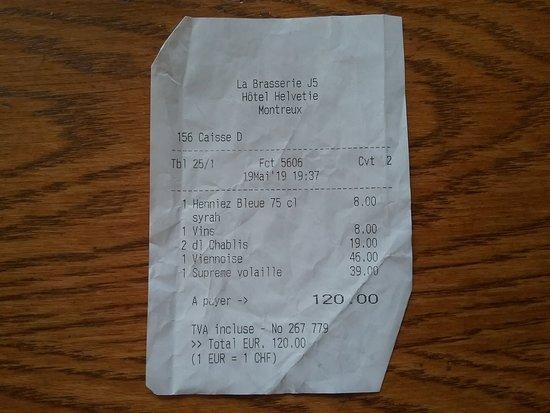 La Brasserie J5
Hôtel Helvetie
Montreux
156 Caisse D
Tbl 25/1 Fct 5606 Cvt 2
19Mai'19 19:37
1 Henniez Bleue 75 cl 8.00
syrah
1 Vins 8.00
2 dl Chablis 19.00
1 Viennoise 46.00
1 Supreme volaille 39.00
A payer -> 120.00
TVA incluse - No 267 779
>> Total EUR. 120.00
(1 EUR = 1 CHF)